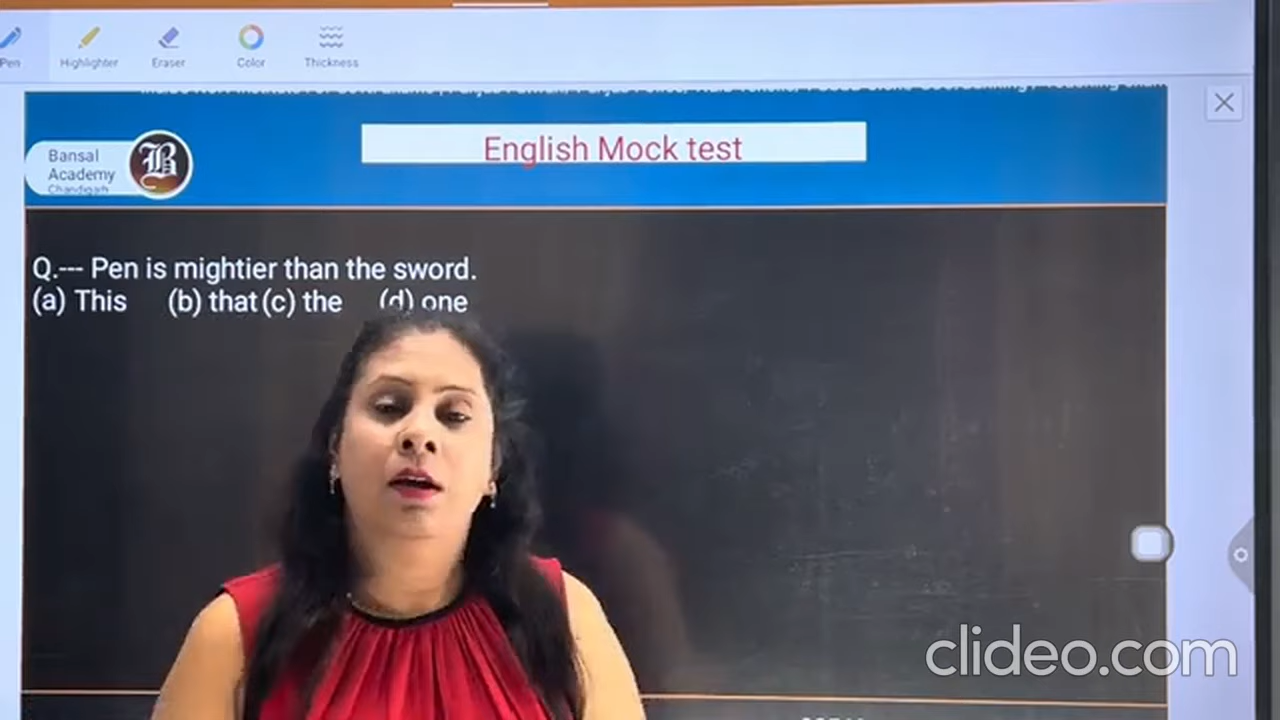 Pen
Highlighter
Eraser
Color
Thickness
Bansal
Academy
Chandigarh
B
English Mock test
Q.--- Pen is mightier than the sword.
(a) This (b) that (c) the (d) one
clideo.com